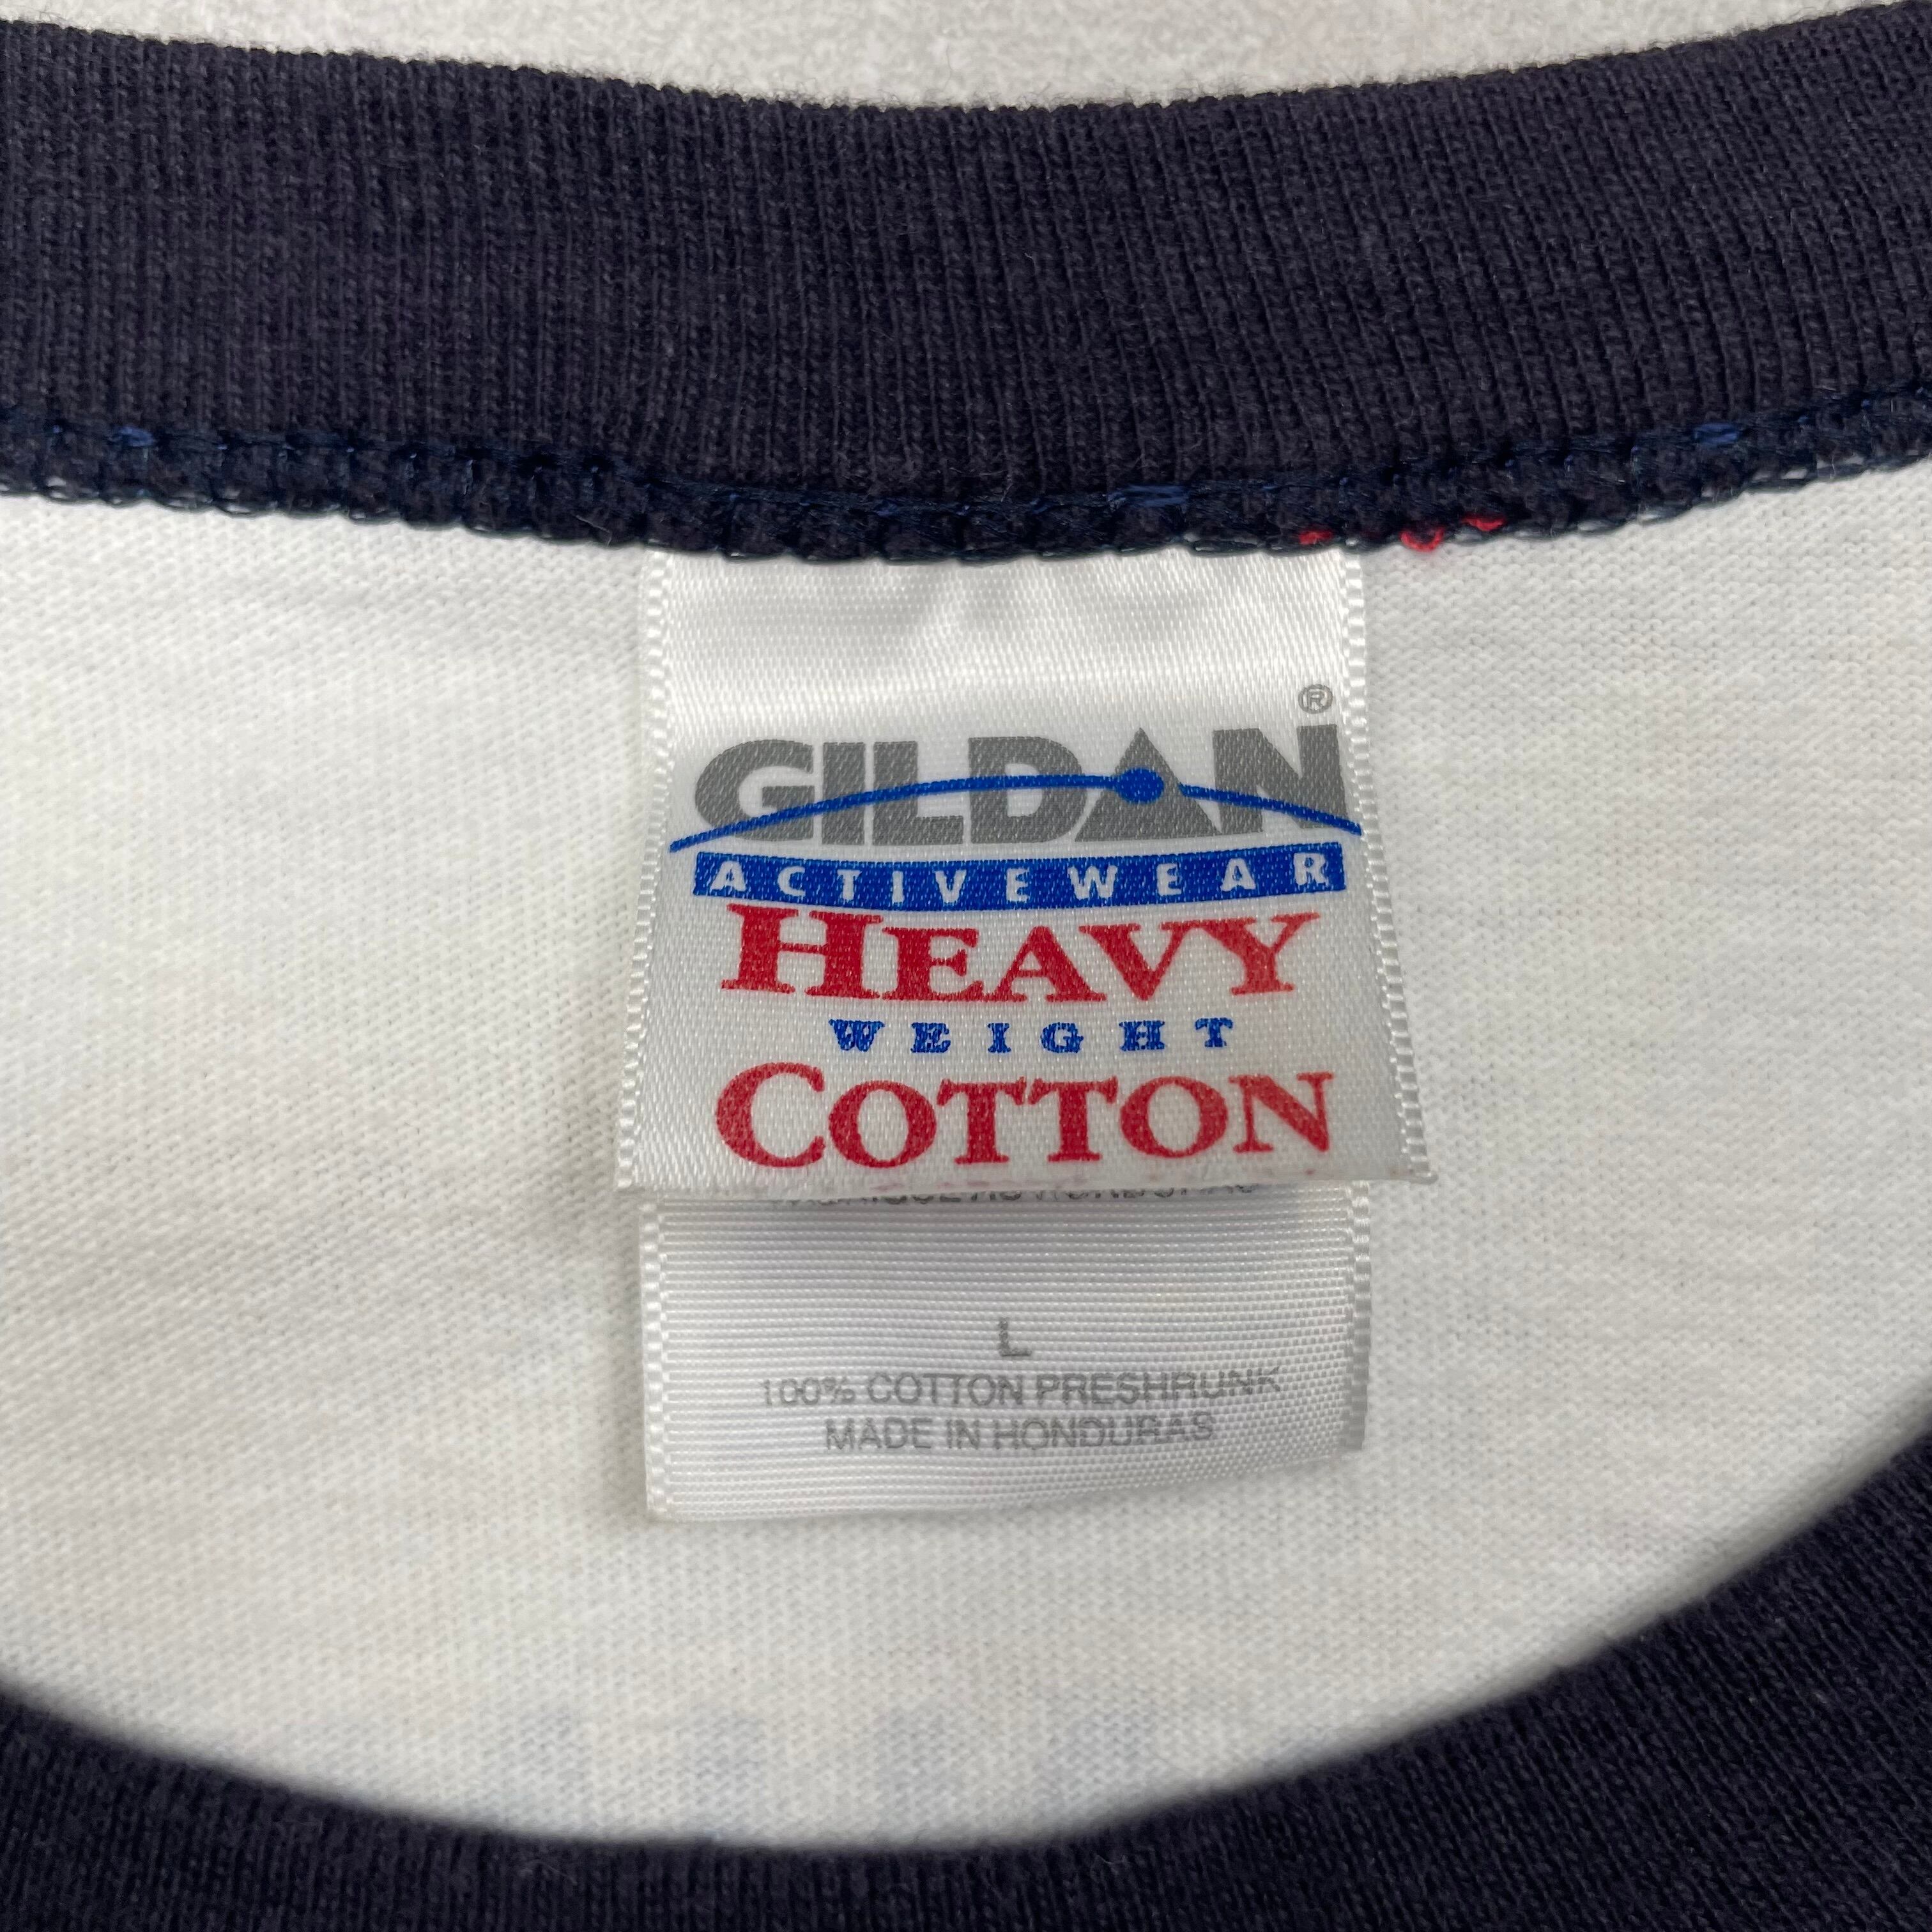 GILDAN®
ACTIVEWEAR
HEAVY
WEIGHT
COTTON
L
100% COTTON PRESHRUNK
MADE IN HONDURAS